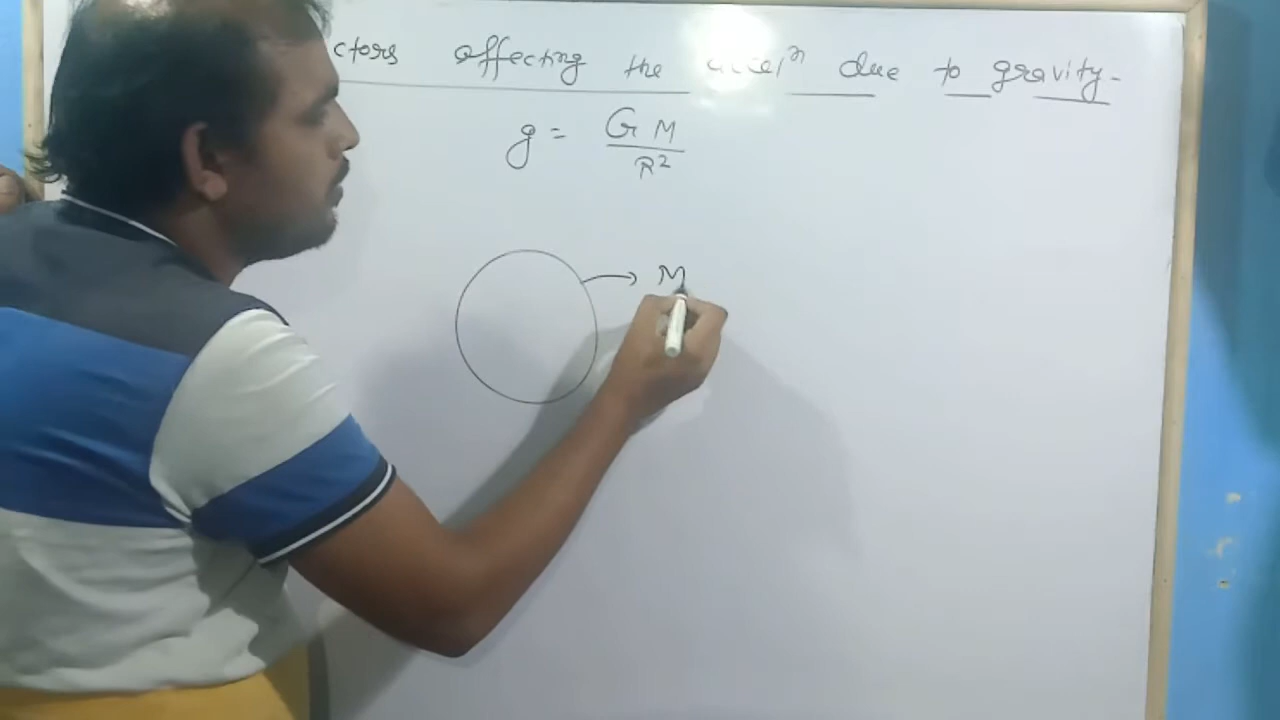 ctors affecting the accelⁿ due to gravity-
g = GM/R²
M